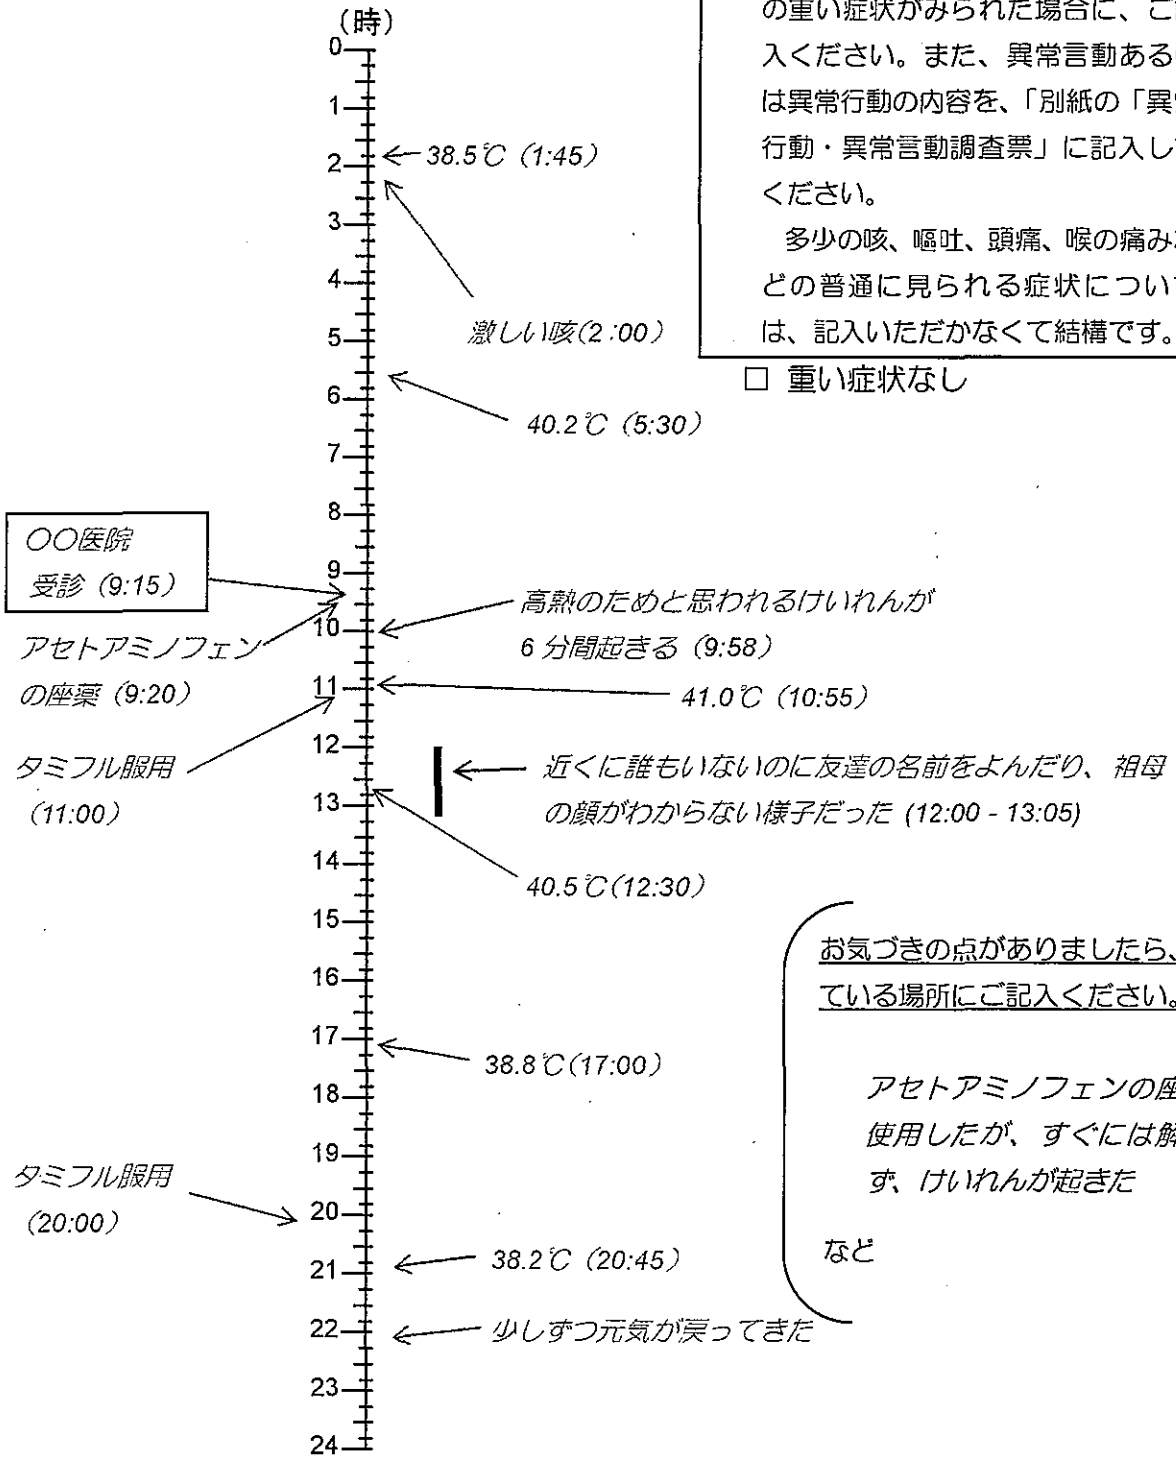 (時)
の重い症状がみられた場合に、ご
入ください。また、異常言動ある
は異常行動の内容を、「別紙の「異
行動・異常言動調査票」に記入し
ください。
多少の咳、嘔吐、頭痛、喉の痛み
どの普通に見られる症状につい
は、記入いただかなくて結構です。
□ 重い症状なし
0
1
2
3
4
5
6
7
8
9
10
11
12
13
14
15
16
17
18
19
20
21
22
23
24
38.5℃（1:45）
激しい咳(2:00）
40.2℃（5:30）
〇〇医院
受診（9:15）
アセトアミノフェン
の座薬（9:20）
高熱のためと思われるけいれんが
6分間起きる（9:58）
41.0℃（10:55）
タミフル服用
（11:00）
近くに誰もいないのに友達の名前をよんだり、祖母
の顔がわからない様子だった (12:00 - 13:05)
40.5℃(12:30）
38.8℃(17:00）
お気づきの点がありましたら、
ている場所にご記入ください。
アセトアミノフェンの座
使用したが、すぐには解
ず、けいれんが起きた
など
タミフル服用
（20:00）
38.2℃（20:45）
少しずつ元気が戻ってきた